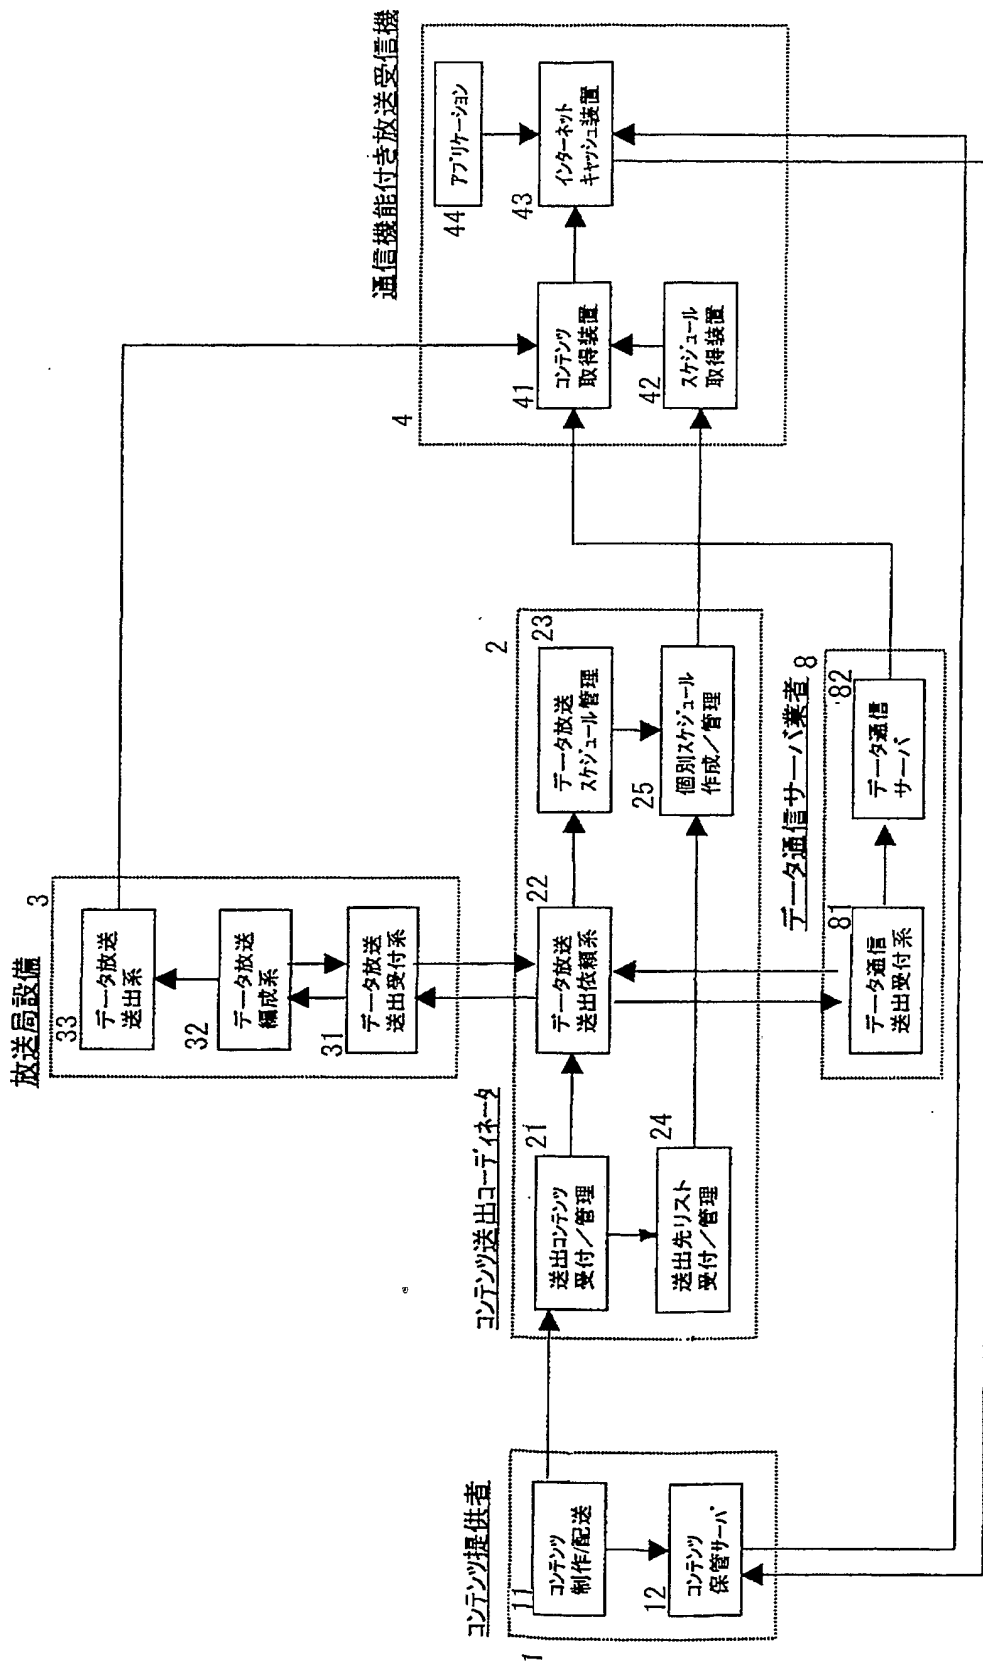 放送局設備
3
33
データ放送
送出系
32
データ放送
編成系
31
データ放送
送出受付系
通信機能付き放送受信機
4
44
アプリケーション
43
インターネット
キャッシュ装置
41
コンテンツ
取得装置
42
スケジュール
取得装置
コンテンツ送出コーディネータ
2
21
送出コンテンツ
受付/管理
22
データ放送
送出依頼系
23
データ放送
スケジュール管理
24
送出先リスト
受付/管理
25
個別スケジュール
作成/管理
コンテンツ提供者
1
11
コンテンツ
制作/配送
12
コンテンツ
保管サーバ
データ通信サーバ業者
8
81
データ通信
送出受付系
82
データ通信
サーバ